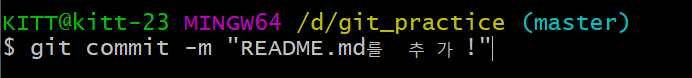 KITT@kitt-23 MINGW64 /d/git_practice (master)
$ git commit -m "README.md를 추 가 !"